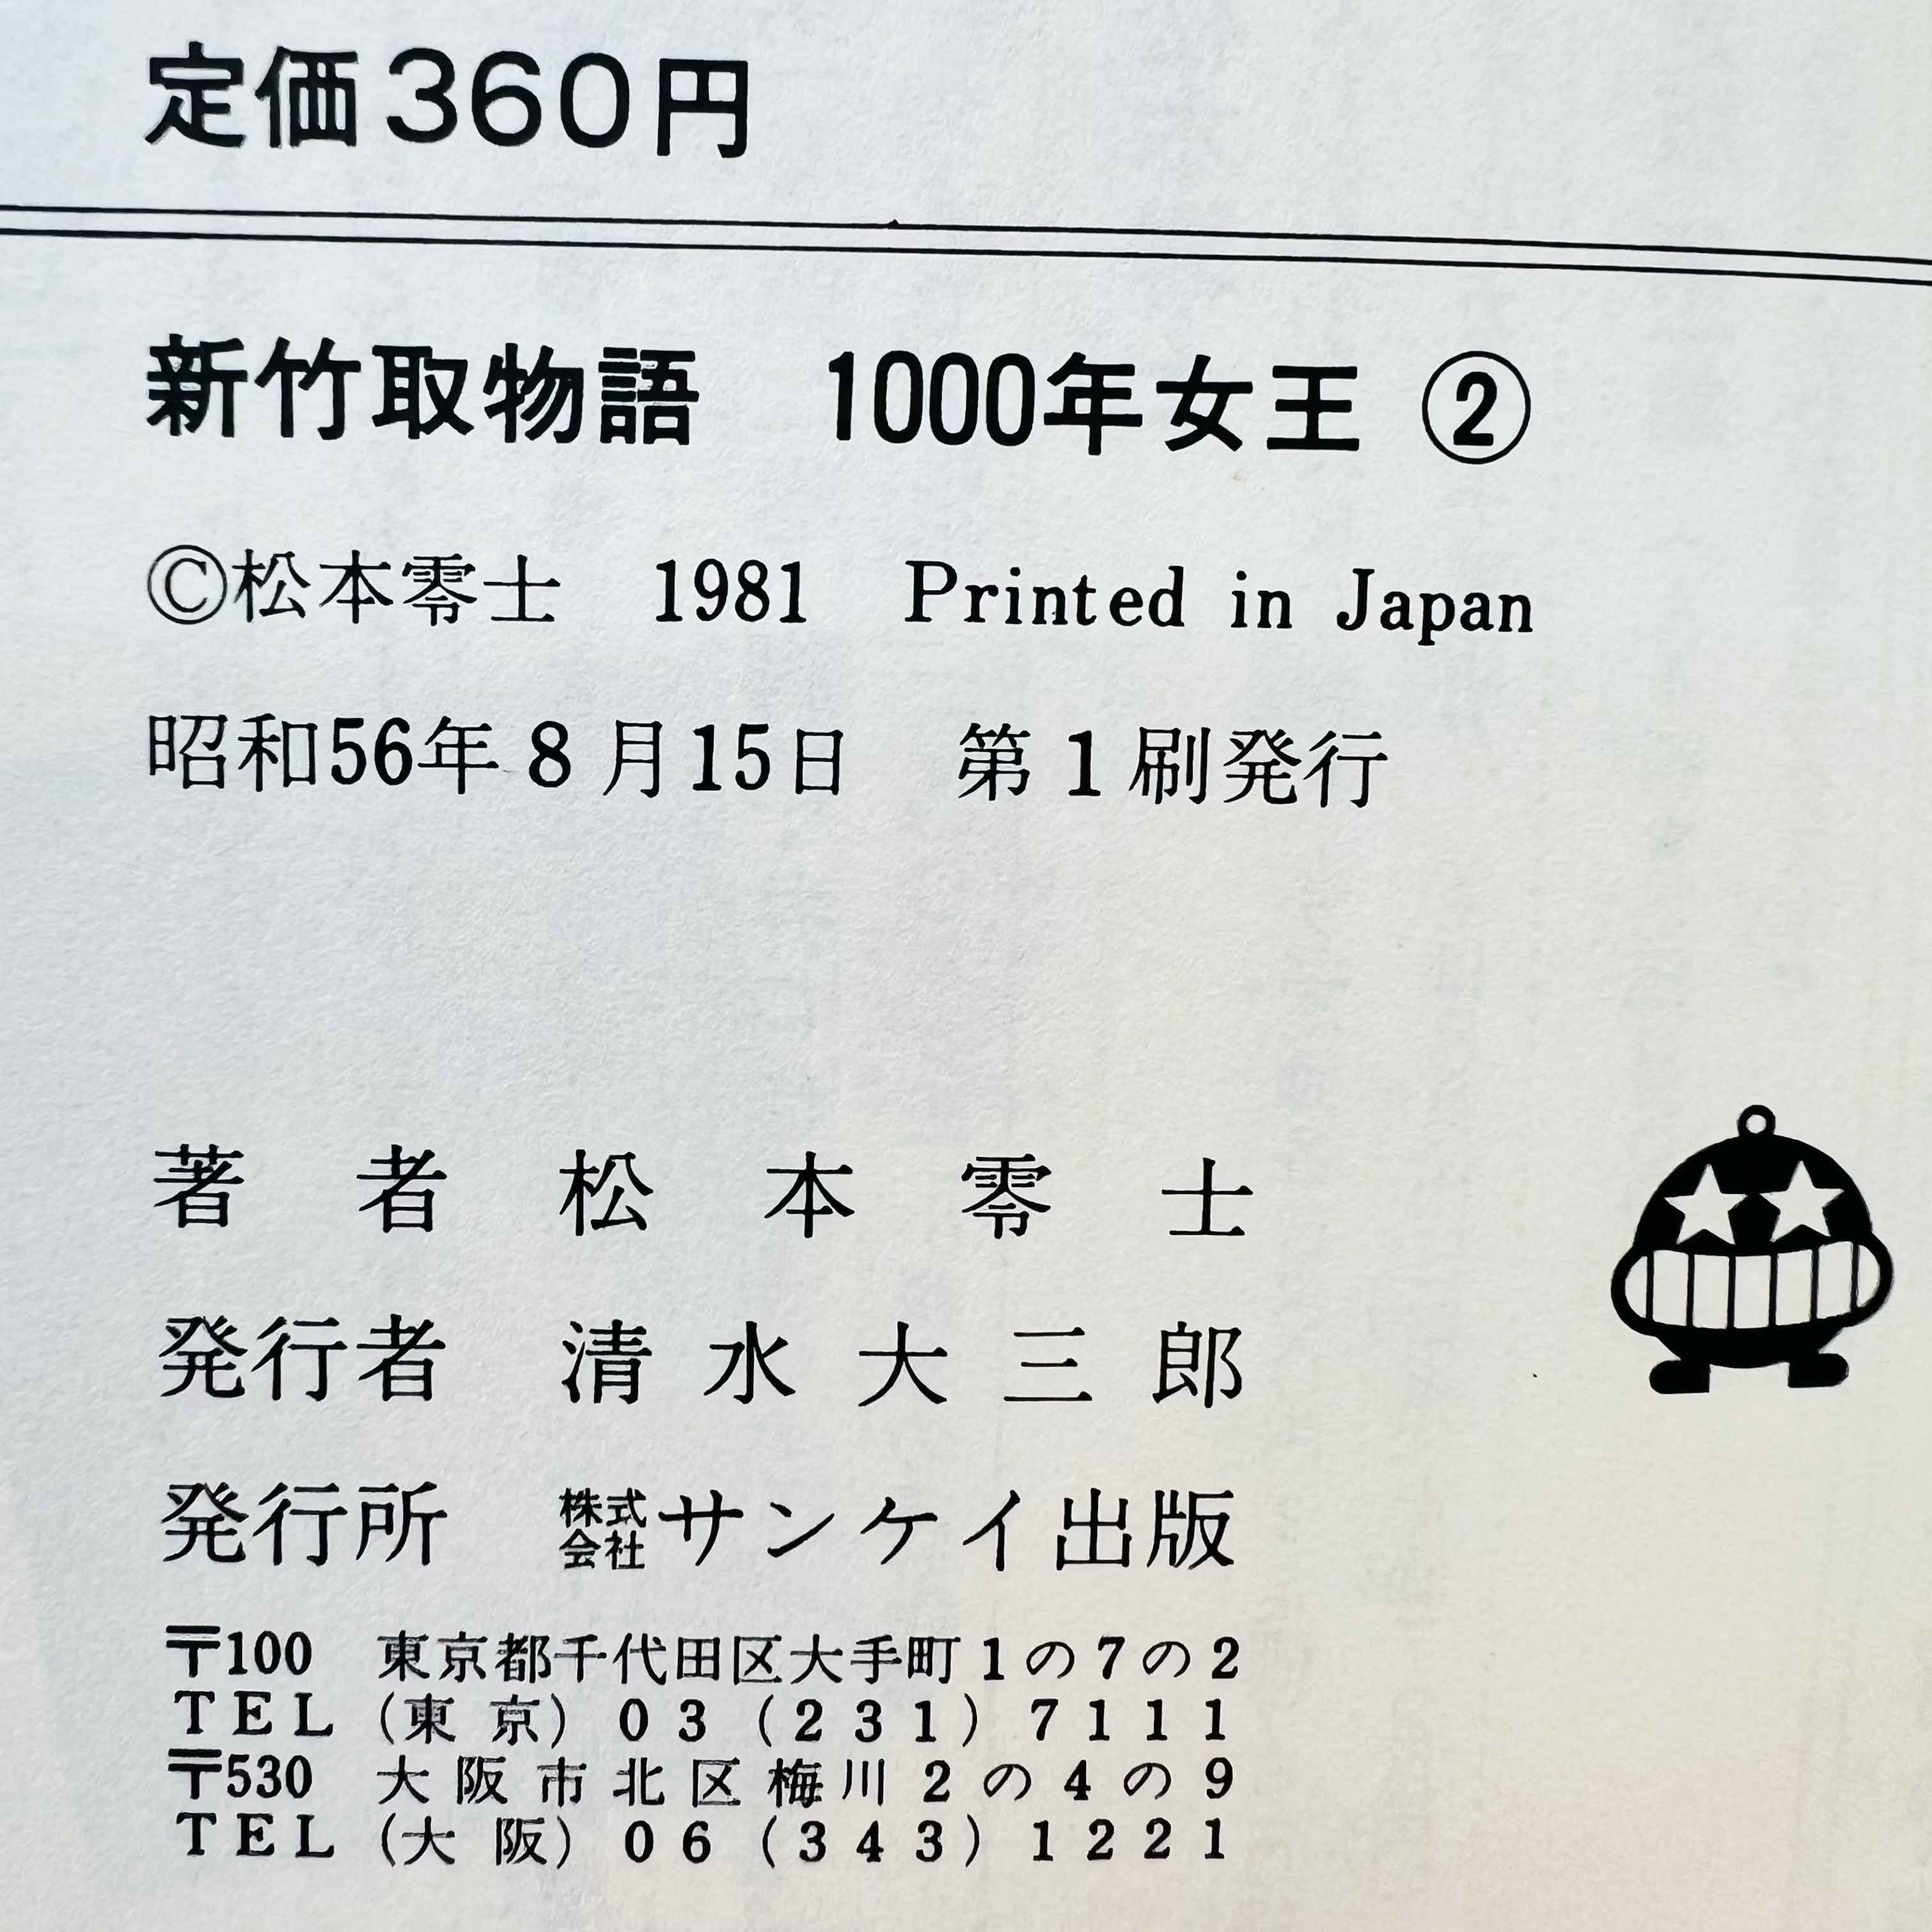 定価360円
新竹取物語　1000年女王 ②
©松本零士　1981　Printed in Japan
昭和56年8月15日　第1刷発行
著者　松本零士
発行者　清水大三郎
発行所　株式会社サンケイ出版
〒100　東京都千代田区大手町1の7の2
TEL（東京）03（231）7111
〒530　大阪市北区梅川2の4の9
TEL（大阪）06（343）1221